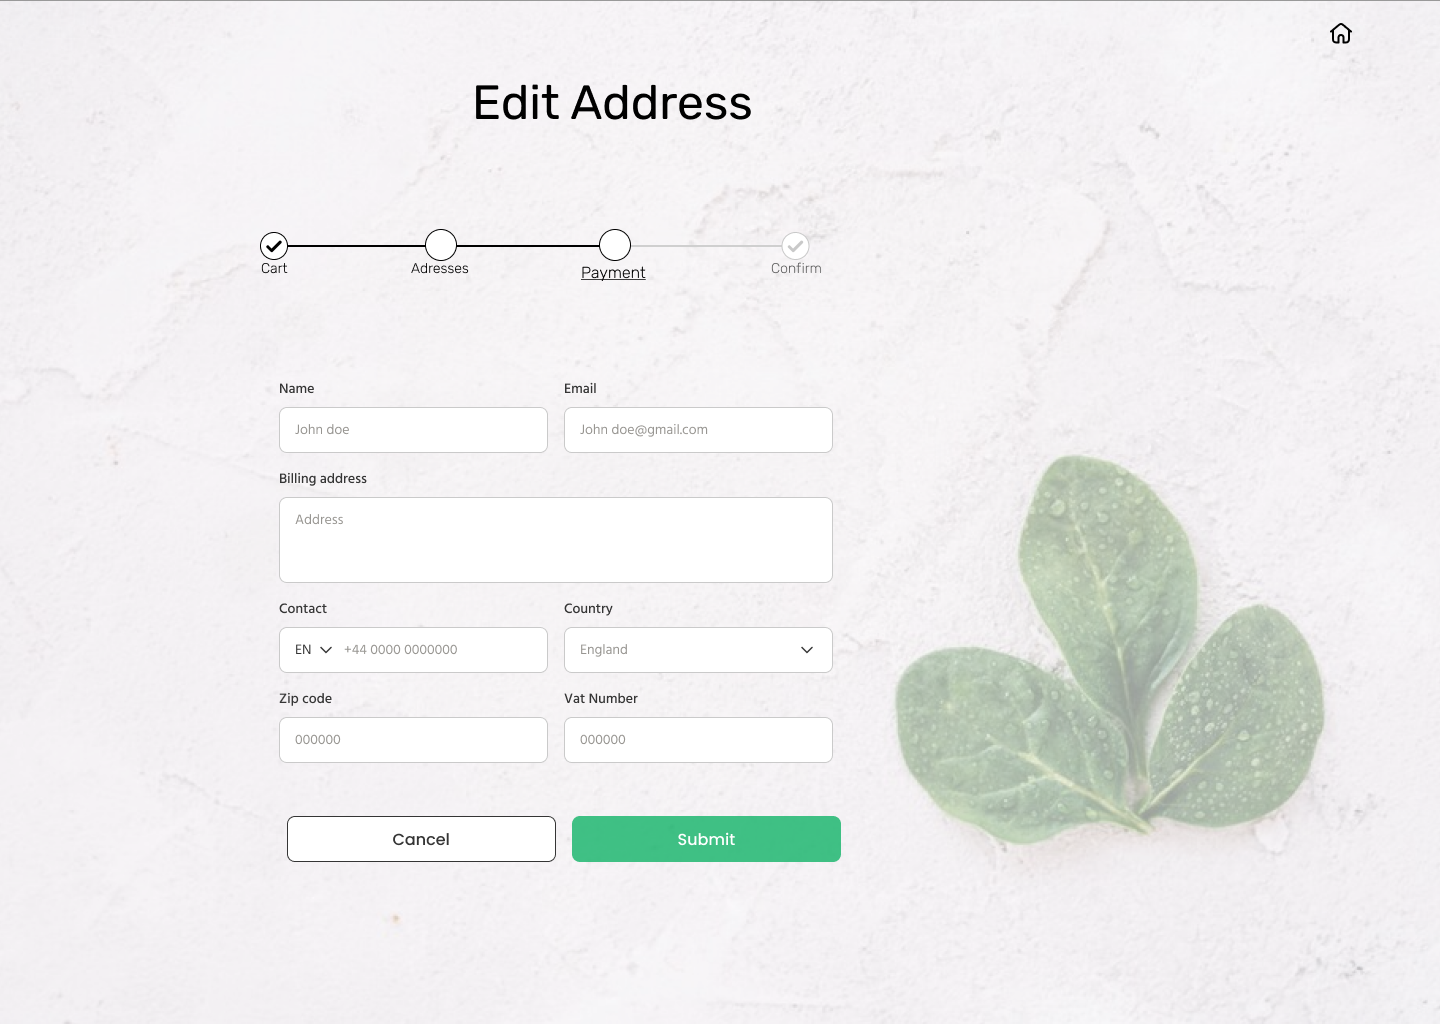 Edit Address
Cart
Adresses
Payment
Confirm
Name
Email
John doe
John doe@gmail.com
Billing address
Address
Contact
Country
EN
+44 0000 0000000
England
Zip code
Vat Number
000000
000000
Cancel
Submit